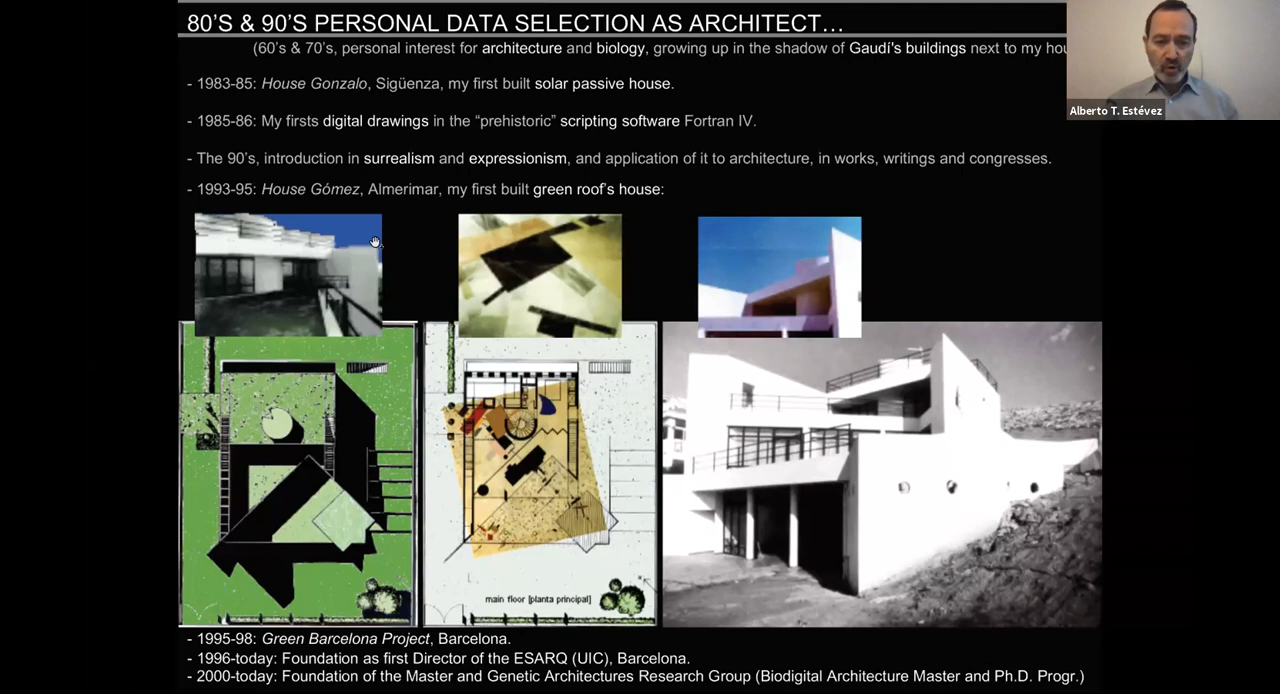 80’S & 90’S PERSONAL DATA SELECTION AS ARCHITECT…
(60’s & 70’s, personal interest for architecture and biology, growing up in the shadow of Gaudí's buildings next to my
- 1983-85: House Gonzalo, Sigüenza, my first built solar passive house.
Alberto T. Estévez
- 1985-86: My firsts digital drawings in the “prehistoric” scripting software Fortran IV.
- The 90’s, introduction in surrealism and expressionism, and application of it to architecture, in works, writings and congresses.
- 1993-95: House Gómez, Almerimar, my first built green roof’s house:
main floor [planta principal]
- 1995-98: Green Barcelona Project, Barcelona.
- 1996-today: Foundation as first Director of the ESARQ (UIC), Barcelona.
- 2000-today: Foundation of the Master and Genetic Architectures Research Group (Biodigital Architecture Master and Ph.D. Progr.)